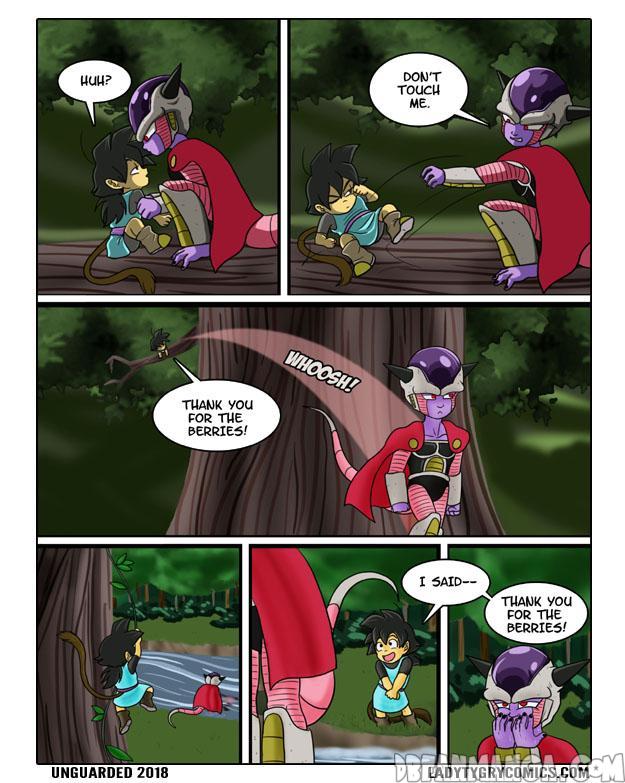 HUH?
DON'T
TOUCH
ME.
WHOOSH!
THANK YOU
FOR THE
BERRIES!
I SAID--
THANK YOU
FOR THE
BERRIES!
UNGUARDED 2018
LADYTYGRYCOMICS.COM
DBEANMANGA.COM